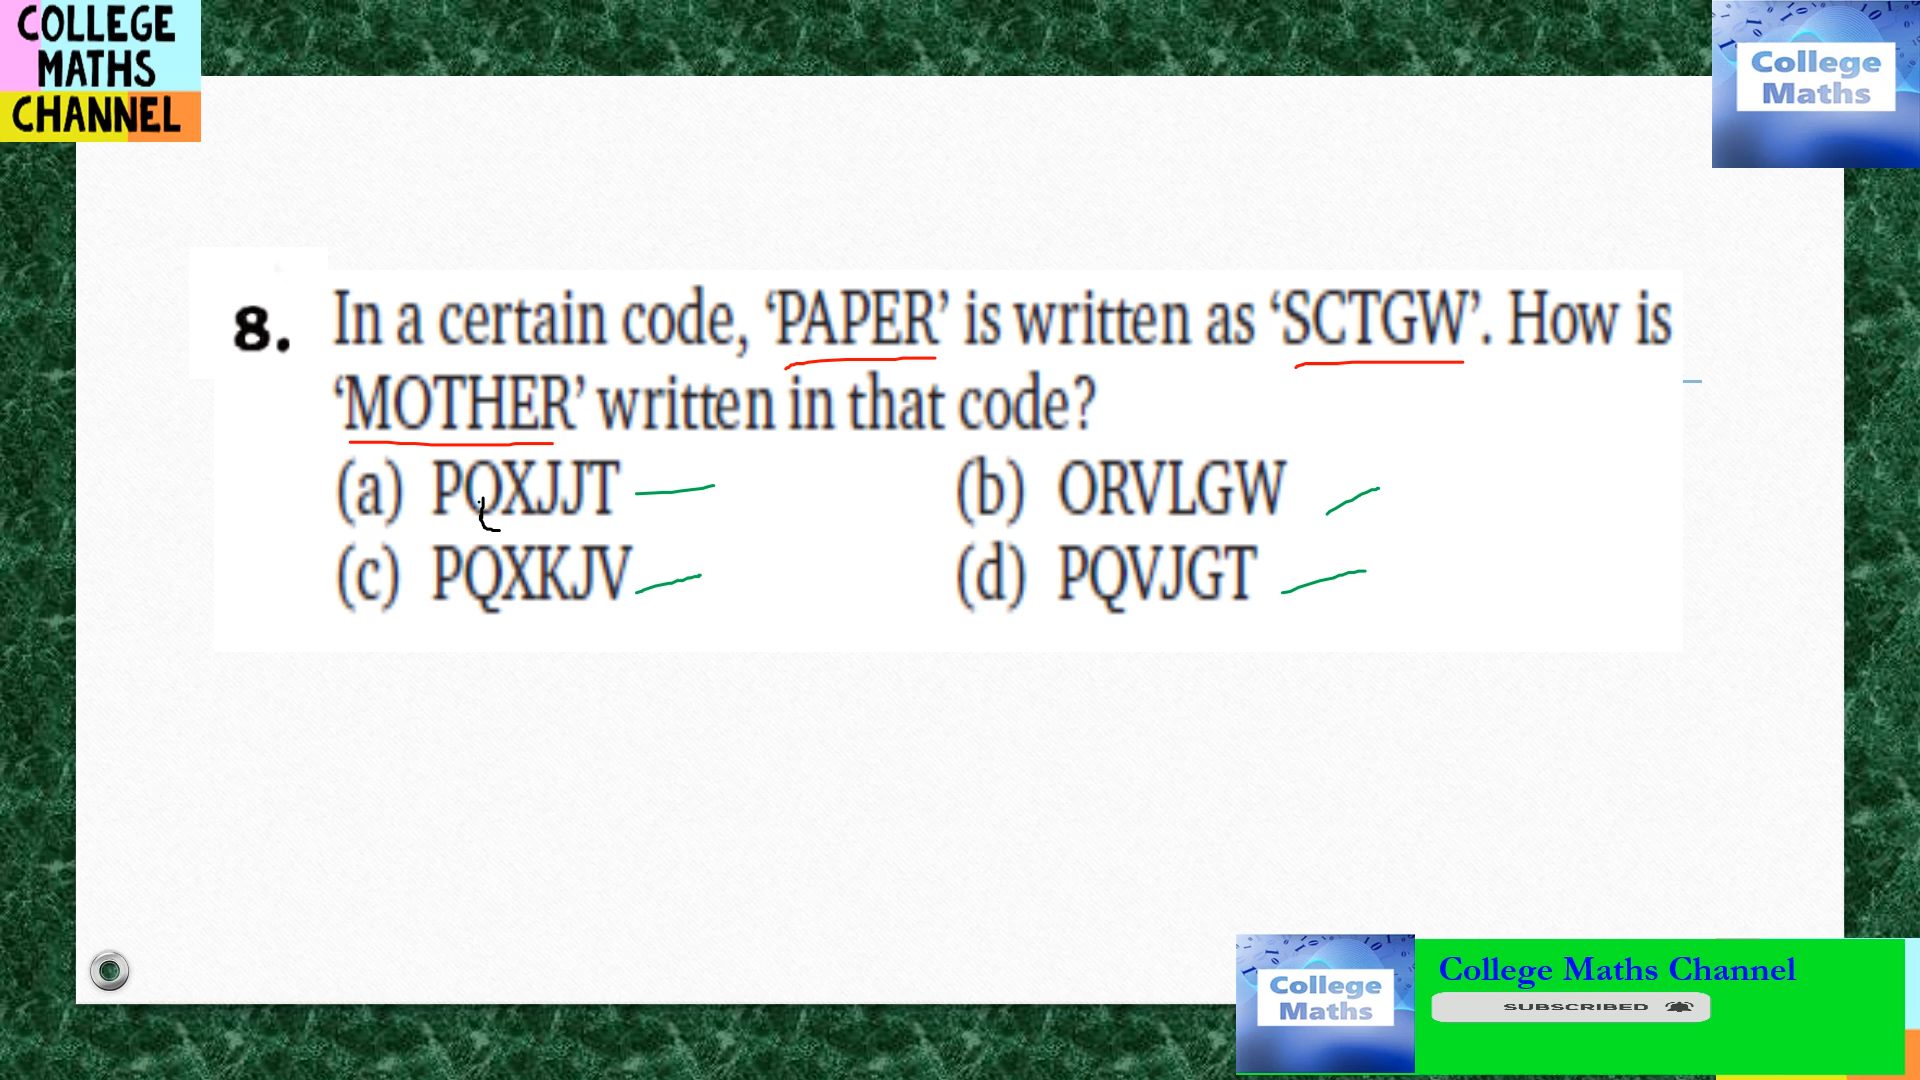 COLLEGE
MATHS
CHANNEL
College
Maths
8. In a certain code, ‘PAPER’ is written as ‘SCTGW’. How is
‘MOTHER’ written in that code?
(a) PQXJJT (b) ORVLGW
(c) PQXKJV (d) PQVJGT
College
Maths
College Maths Channel
SUBSCRIBED